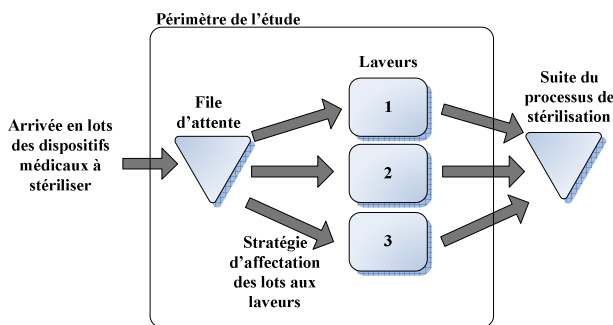 Périmètre de l'étude
Arrivée en lots
des dispositifs
médicaux à
stériliser
File
d'attente
Laveurs
1
2
3
Stratégie
d'affectation
des lots aux
laveurs
Suite du
processus de
stérilisation